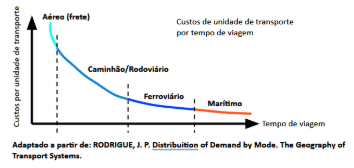 Aéreo (frete)
Custos de unidade de transporte
por tempo de viagem
Custos por unidade de transporte
Caminhão/Rodoviário
Ferroviário
Marítimo
Tempo de viagem
Adaptado a partir de: RODRIGUE, J. P. Distribuition of Demand by Mode. The Geography of
Transport Systems.